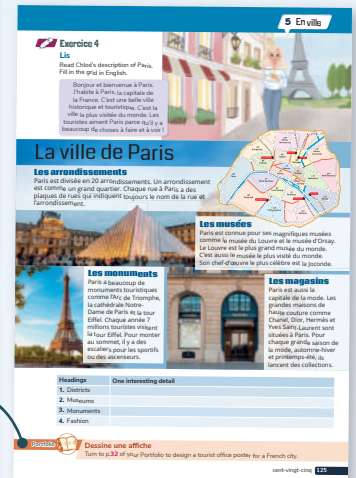 5 En ville
Exercice 4
Lis
Read Chloé's description of Paris.
Fill in the grid in English.
Bonjour et bienvenue à Paris.
J'habite à Paris, la capitale de
la France. C'est une belle ville
historique et touristique. C'est la
ville la plus visitée du monde. Les
touristes aiment Paris parce qu'il y a
beaucoup de choses à faire et à voir !
La ville de Paris
Les arrondissements
Paris est divisée en 20 arrondissements. Un arrondissement
est comme un grand quartier. Chaque rue à Paris a des
plaques de rues qui indiquent toujours le nom de la rue et
l'arrondissement.
Les musées
Paris est connue pour ses magnifiques musées
comme le musée du Louvre et le musée d'Orsay.
Le Louvre est le plus grand musée du monde.
C'est aussi le musée le plus visité du monde.
Son chef-d'œuvre le plus célèbre est la Joconde.
Les monuments
Paris a beaucoup de
monuments touristiques
comme l'Arc de Triomphe,
la cathédrale Notre-
Dame de Paris et la tour
Eiffel. Chaque année 7
millions touristes visitent
la tour Eiffel. Pour monter
au sommet, il y a des
escaliers pour les sportifs
ou des ascenseurs.
Les magasins
Paris est aussi la
capitale de la mode. Les
grandes maisons de
haute couture comme
Chanel, Dior, Hermès et
Yves Saint-Laurent sont
situées à Paris. Pour
chaque grande saison de
la mode, automne-hiver
et printemps-été, ils
lancent des collections.
Headings One interesting detail
1. Districts
2. Museums
3. Monuments
4. Fashion
Portfolio
Dessine une affiche
Turn to p.32 of your Portfolio to design a tourist office poster for a French city.
cent-vingt-cinq 125